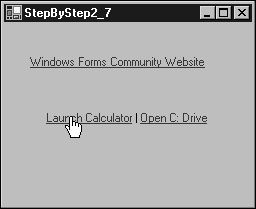 StepByStep2_7
Windows Forms Community Website
Launch Calculator | Open C: Drive